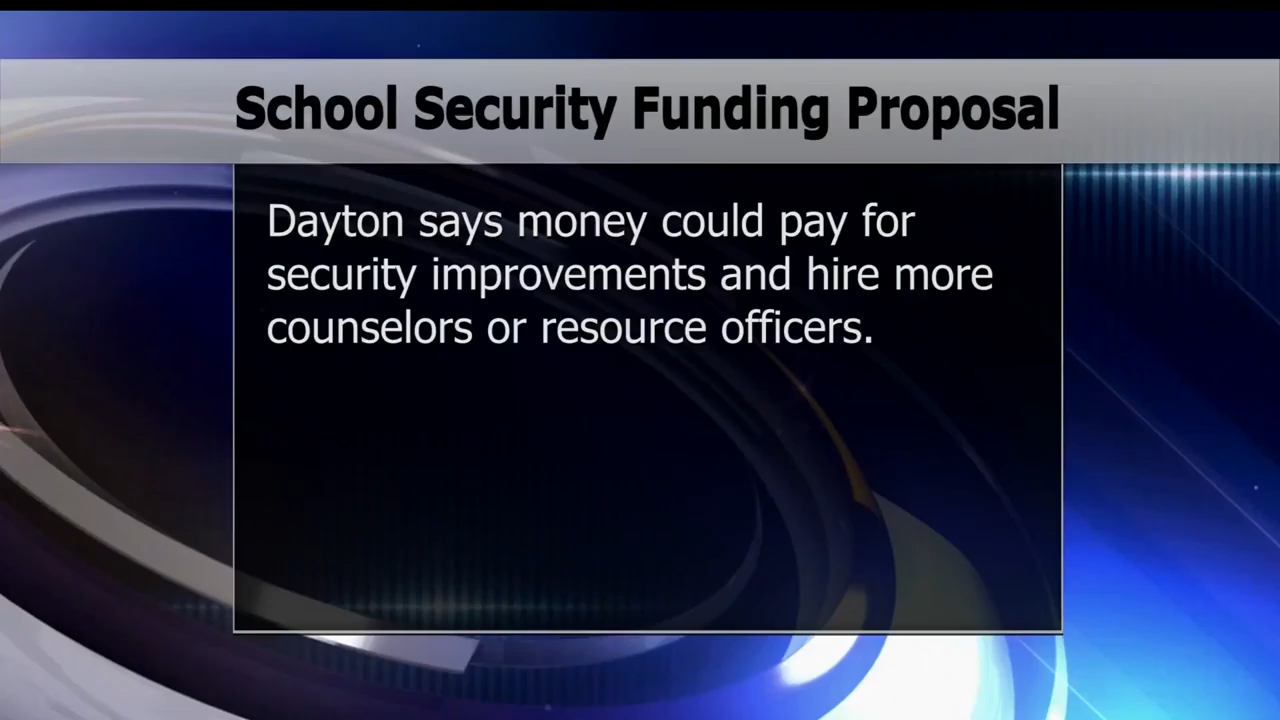 School Security Funding Proposal
Dayton says money could pay for
security improvements and hire more
counselors or resource officers.